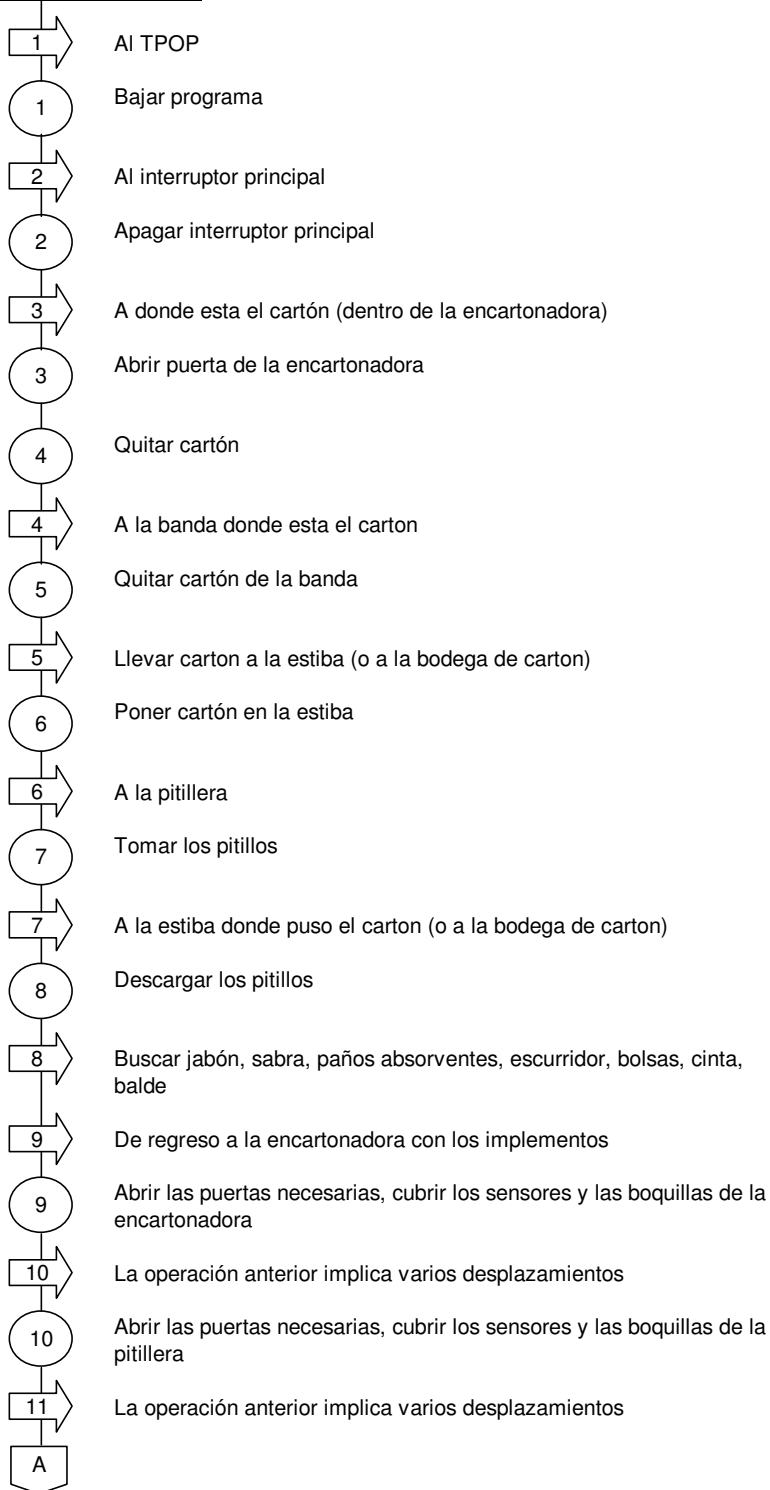 1 Al TPOP
1 Bajar programa
2 Al interruptor principal
2 Apagar interruptor principal
3 A donde esta el cartón (dentro de la encartonadora)
3 Abrir puerta de la encartonadora
4 Quitar cartón
4 A la banda donde esta el carton
5 Quitar cartón de la banda
5 Llevar carton a la estiba (o a la bodega de carton)
6 Poner cartón en la estiba
6 A la pitillera
7 Tomar los pitillos
7 A la estiba donde puso el carton (o a la bodega de carton)
8 Descargar los pitillos
8 Buscar jabón, sabra, paños absorventes, escurridor, bolsas, cinta,
balde
9 De regreso a la encartonadora con los implementos
9 Abrir las puertas necesarias, cubrir los sensores y las boquillas de la
encartonadora
10 La operación anterior implica varios desplazamientos
10 Abrir las puertas necesarias, cubrir los sensores y las boquillas de la
pitillera
11 La operación anterior implica varios desplazamientos
A